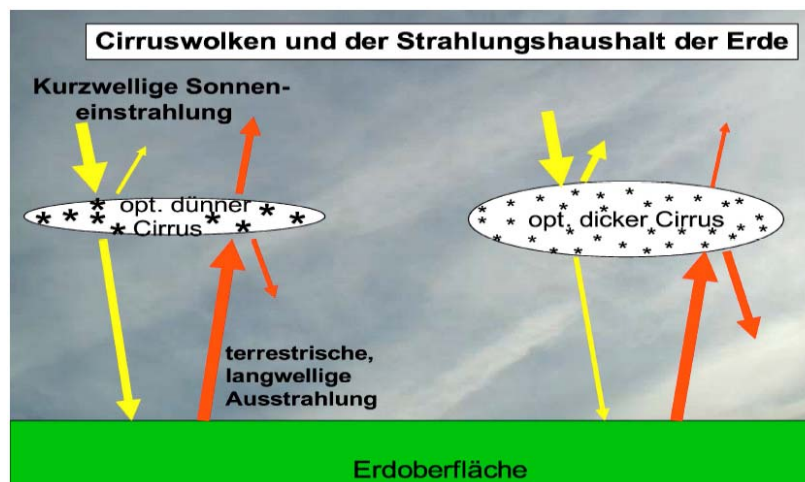 Cirruswolken und der Strahlungshaushalt der Erde
Kurzwellige Sonnen-
einstrahlung
opt. dünner
Cirrus
opt. dicker Cirrus
terrestrische,
langwellige
Ausstrahlung
Erdoberfläche